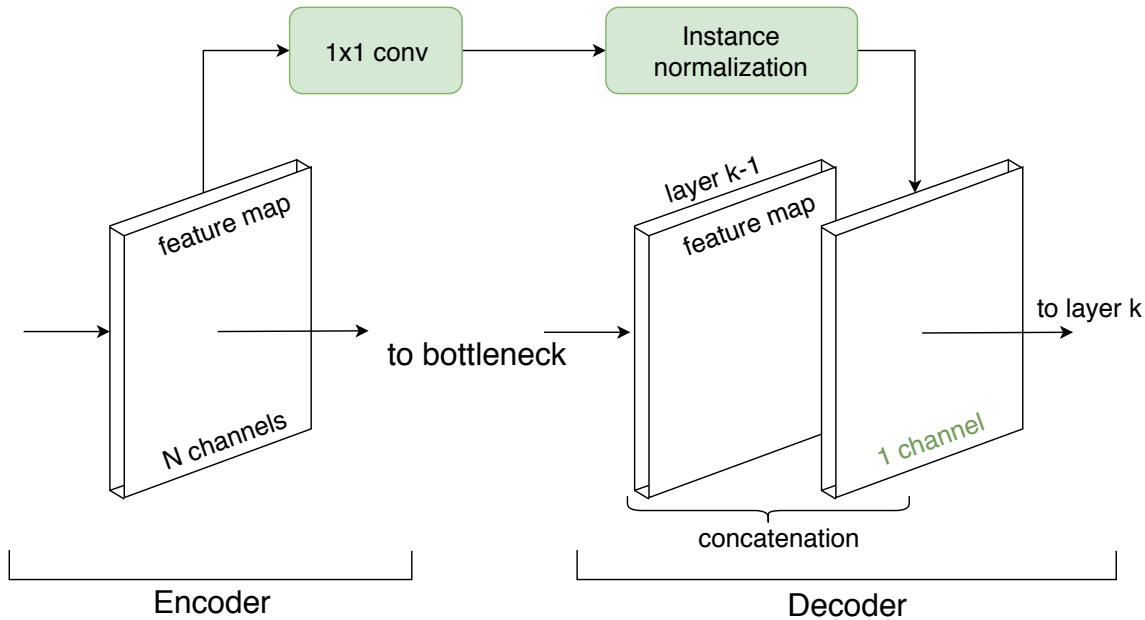 1x1 conv
Instance
normalization
layer k-1
feature map
feature map
to layer k
to bottleneck
N channels
1 channel
concatenation
Encoder
Decoder